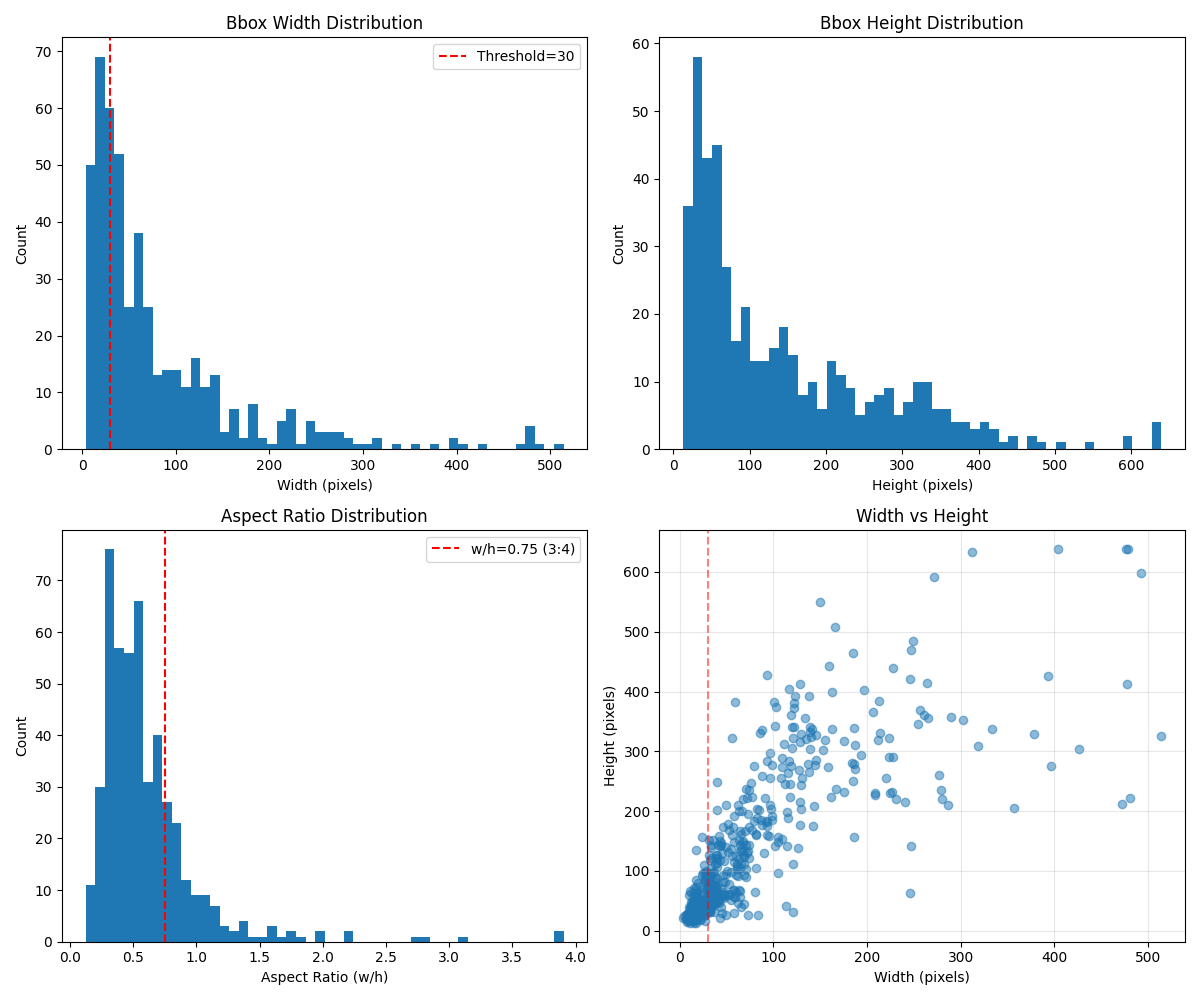 Bbox Width Distribution
70
60
50
40
30
20
10
0
Count
Threshold=30
0 100 200 300 400 500
Width (pixels)
Bbox Height Distribution
60
50
40
30
20
10
0
Count
0 100 200 300 400 500 600
Height (pixels)
Aspect Ratio Distribution
70
60
50
40
30
20
10
0
Count
w/h=0.75 (3:4)
0.0 0.5 1.0 1.5 2.0 2.5 3.0 3.5 4.0
Aspect Ratio (w/h)
Width vs Height
600
500
400
300
200
100
0
Height (pixels)
0 100 200 300 400 500
Width (pixels)